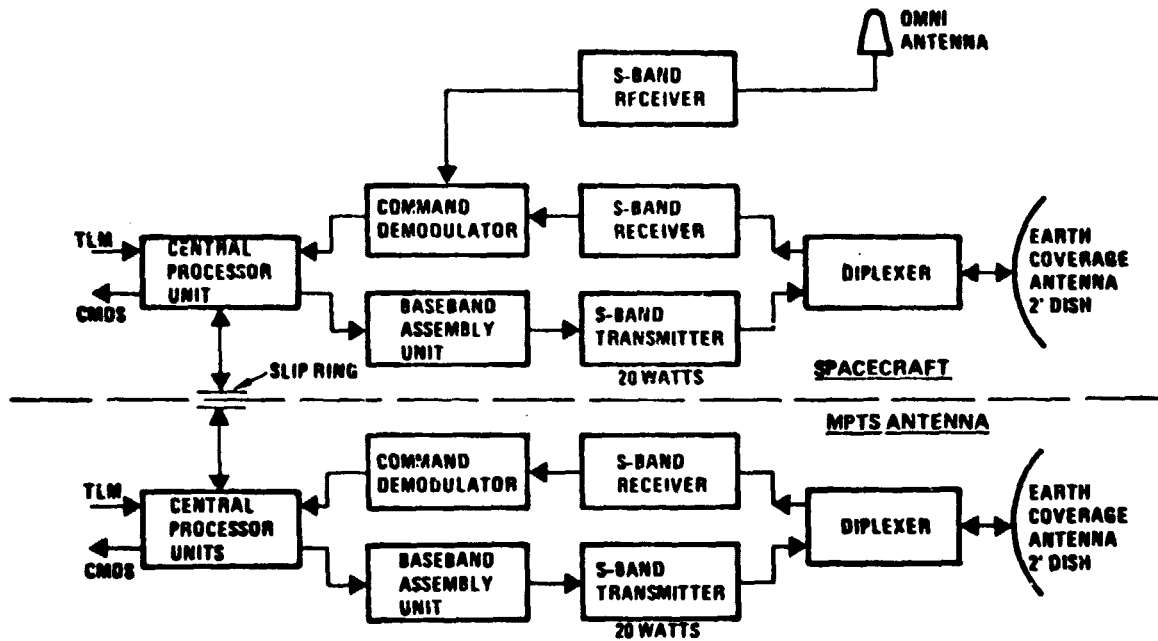 OMNI
ANTENNA
S-BAND
RFCEIVER
COMMAND
DEMODULATOR
S-BAND
RECEIVER
TLM
CENTRAL
PROCESSOR
UNIT
CMDS
DIPLEXER
EARTH
COVERAGE
ANTENNA
2' DISH
BASEBAND
ASSEMBLY
UNIT
S-BAND
TRANSMITTER
20 WATTS
SLIP RING
SPACECRAFT
MPTS ANTENNA
COMMAND
DEMODULATOR
S-BAND
RECEIVER
TLM
CENTRAL
PROCESSOR
UNITS
CMDS
DIPLEXER
EARTH
COVERAGE
ANTENNA
2' DISH
BASEBAND
ASSEMBLY
UNIT
S-BAND
TRANSMITTER
20 WATTS